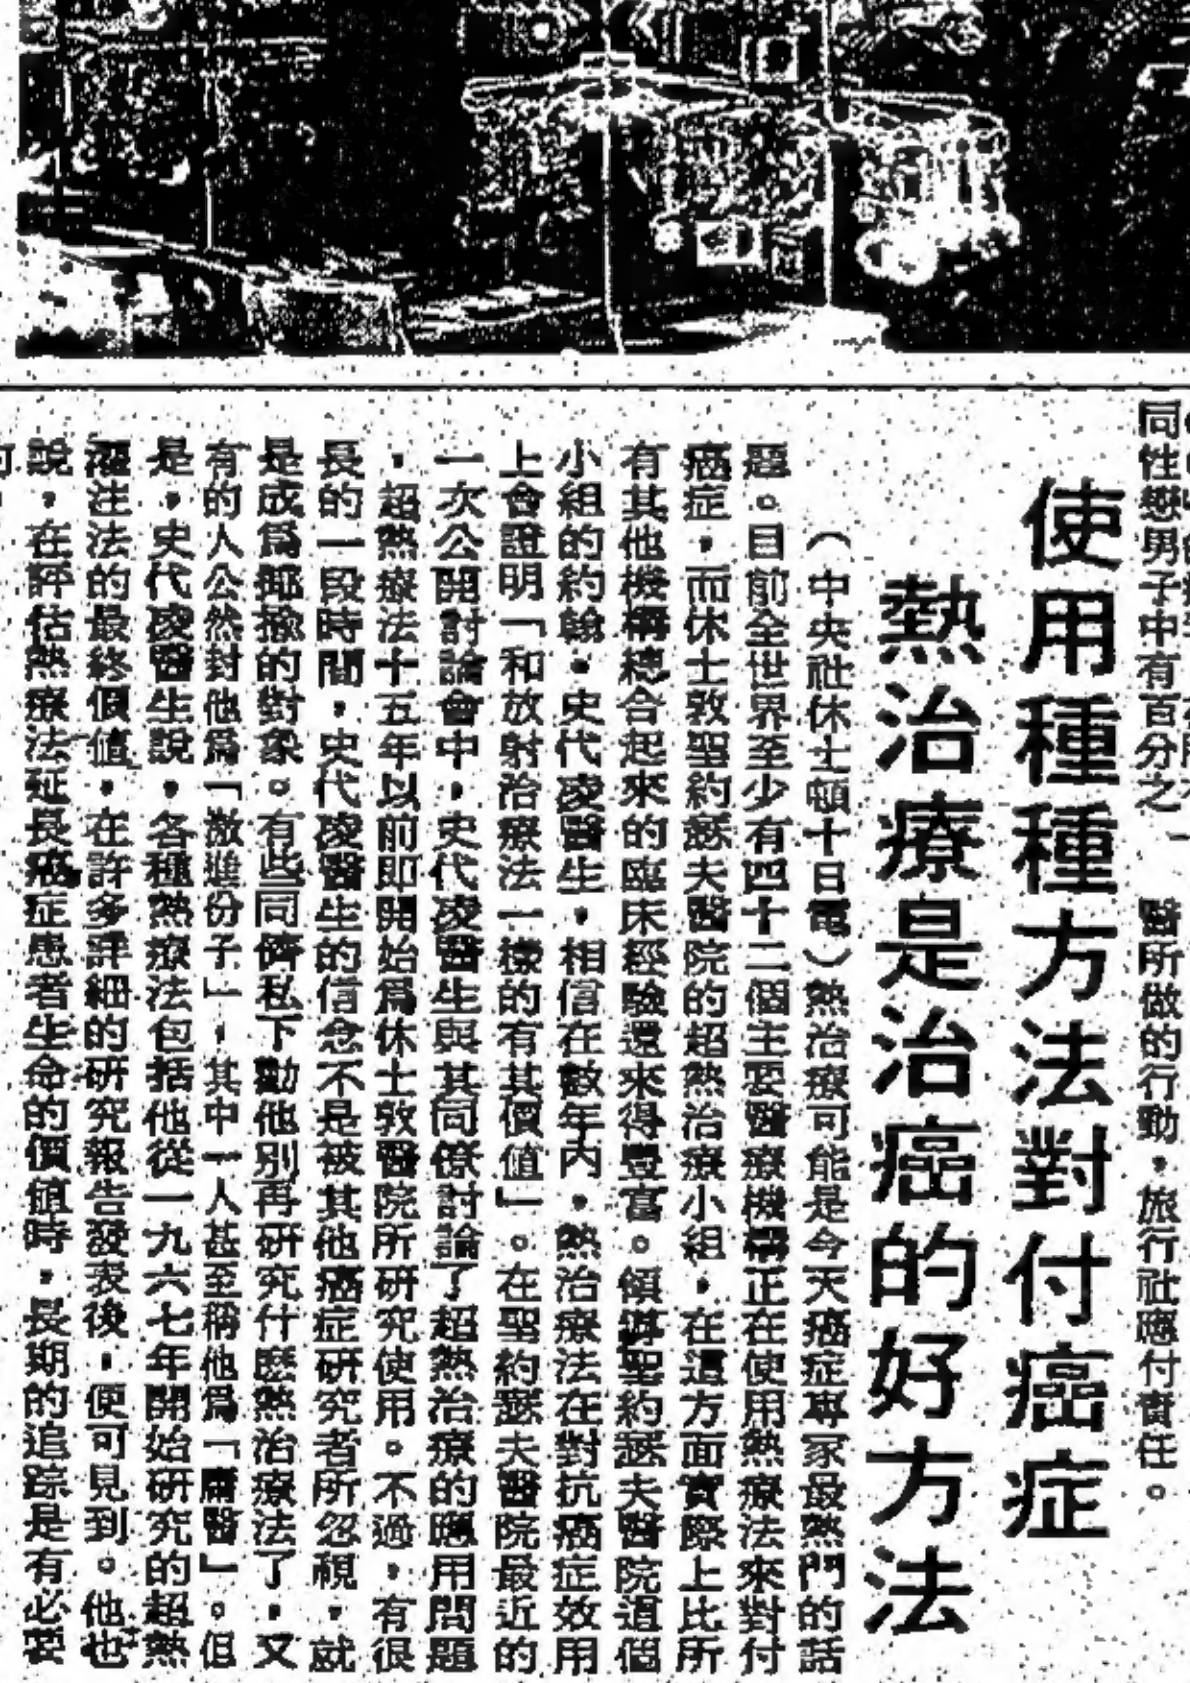 同性戀男子中有百分之一
醫所做的行動，旅行社應付責任。
使用種種方法對付癌症
熱治療是治癌的好方法
（中央社休士頓十日電）熱治療可能是今天癌症專家最熱門的話
題。目前全世界至少有四十二個主要醫療機構正在使用熱療法來對付
癌症，而休士敦聖約瑟夫醫院的超熱治療小組，在這方面實際上比所
有其他機構總合起來的臨床經驗還來得豐富。領導聖約瑟夫醫院這個
小組的約翰．史代凌醫生，相信在數年內，熱治療法在對抗癌症效用
上會證明「和放射治療法一樣的有其價值」。在聖約瑟夫醫院最近的
一次公開討論會中，史代凌醫生與其同僚討論了超熱治療的應用問題
，超熱療法十五年以前即開始為休士敦醫院所研究使用。不過，有很
長的一段時間，史代凌醫生的信念不是被其他癌症研究者所忽視，就
是成為揶揄的對象。有些同儕私下勸他別再研究什麼熱治療法了，又
有的人公然對他為「激進份子」，其中一人甚至稱他為「庸醫」。但
是，史代凌醫生說，各種熱療法包括他從一九六七年開始研究的超熱
灌注法的最終價值，在許多詳細的研究報告發表後，便可見到。他也
說，在評估熱療法延長癌症患者生命的價值時，長期的追踪是有必要